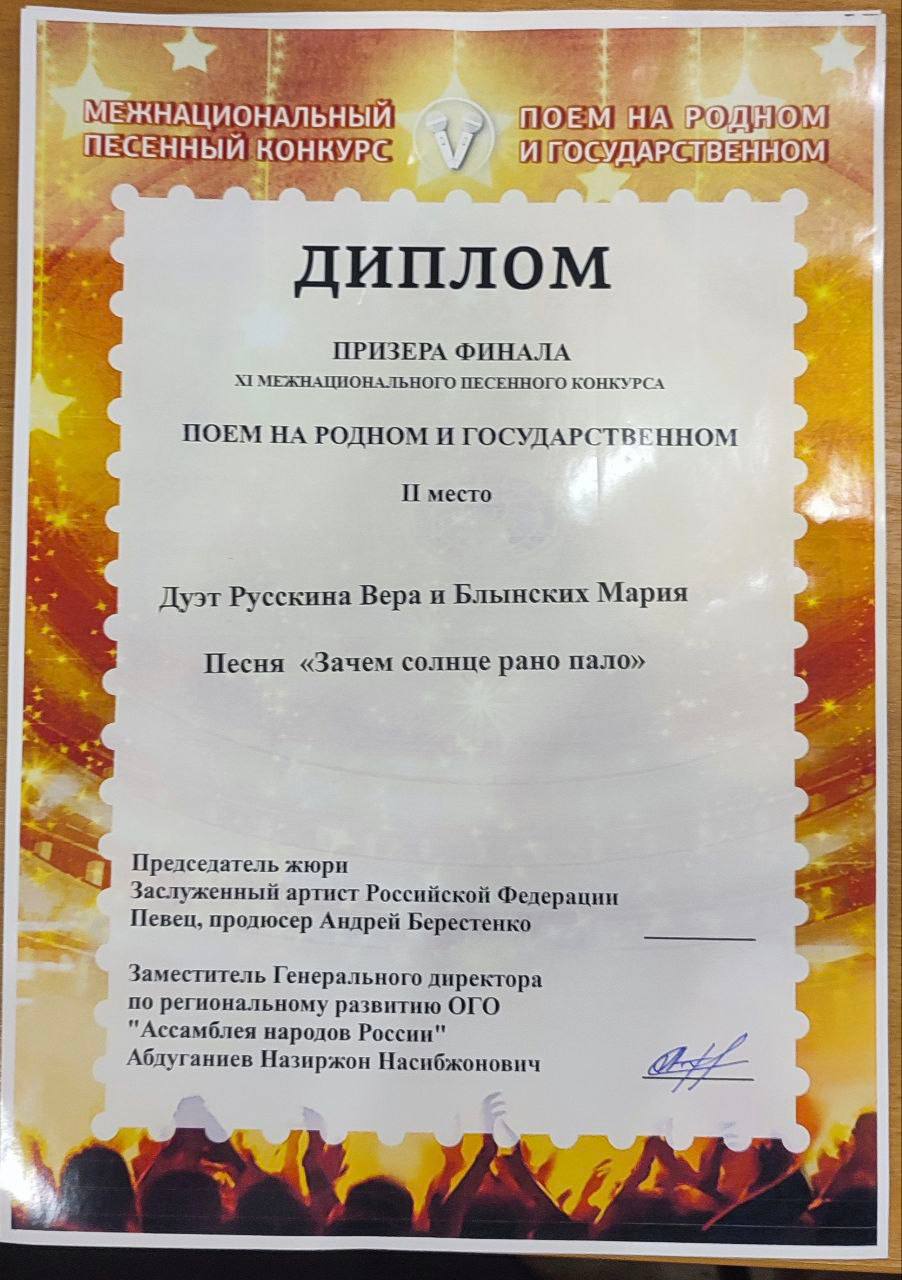 МЕЖНАЦИОНАЛЬНЫЙ
ПЕСЕННЫЙ КОНКУРС
ПОЕМ НА РОДНОМ
И ГОСУДАРСТВЕННОМ
ДИПЛОМ
ПРИЗЕРА ФИНАЛА
XI МЕЖНАЦИОНАЛЬНОГО ПЕСЕННОГО КОНКУРСА
ПОЕМ НА РОДНОМ И ГОСУДАРСТВЕННОМ
II место
Дуэт Русскина Вера и Блынских Мария
Песня «Зачем солнце рано пало»
Председатель жюри
Заслуженный артист Российской Федерации
Певец, продюсер Андрей Берестенко
Заместитель Генерального директора
по региональному развитию ОГО
"Ассамблея народов России"
Абдуганиев Назиржон Насибжонович